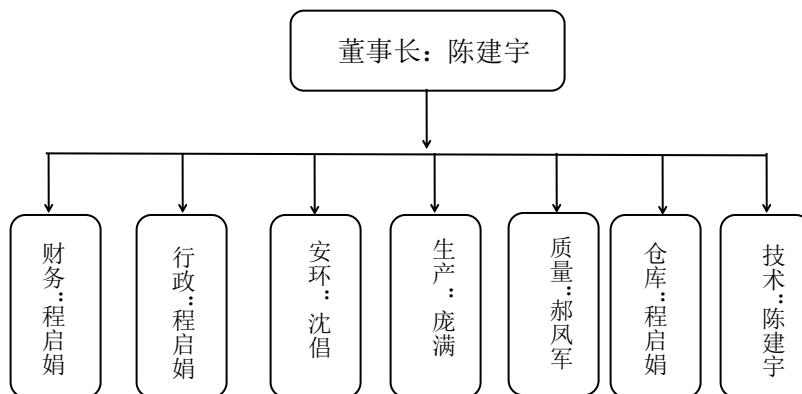 董事长：陈建宇
财务：程启娟
行政：程启娟
安环：沈倡
生产：庞满
质量：郝凤军
仓库：程启娟
技术：陈建宇